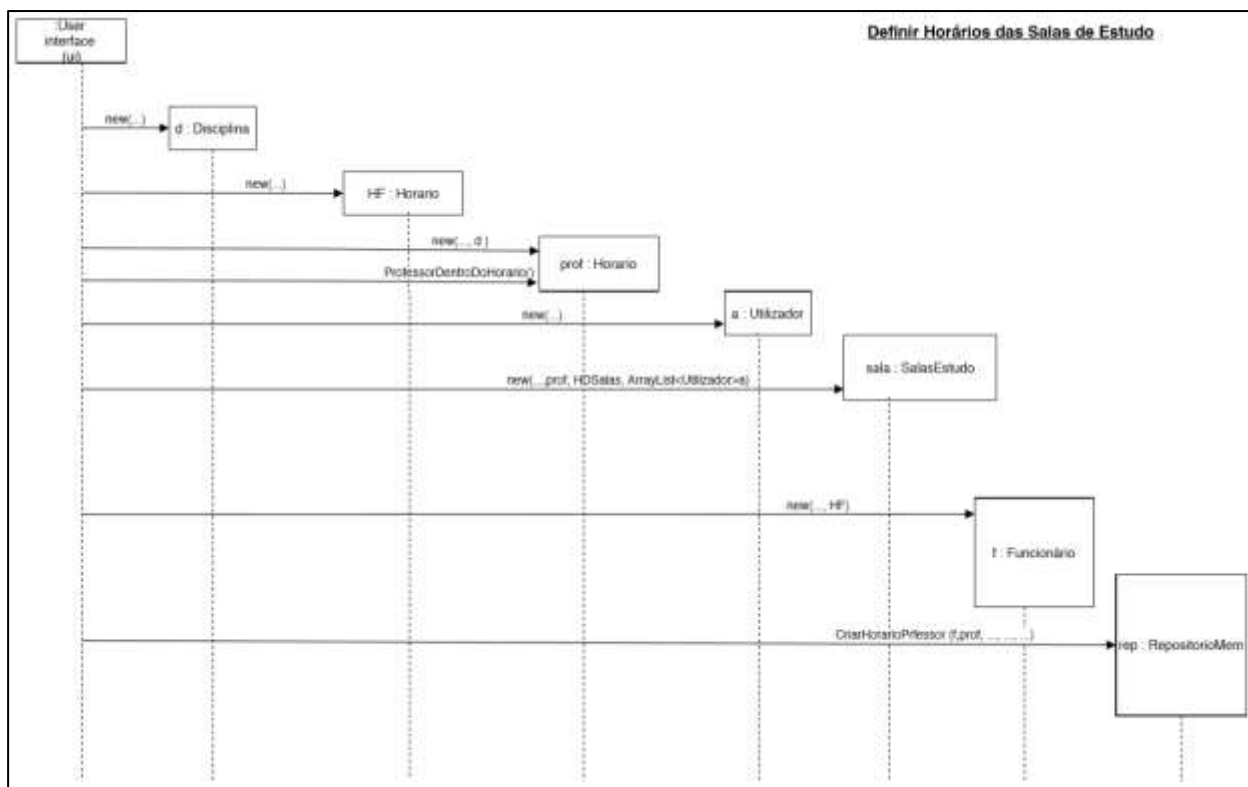 :User
interface
(ui)
Definir Horários das Salas de Estudo
new(...)
d : Disciplina
new(...)
HF : Horario
new(..., d )
prof : Horario
ProfessorDentroDoHorario()
new(...)
a : Utilizador
new(...,prof, HDSalas, ArrayList<Utilizador>a)
sala : SalasEstudo
new(..., HF)
f : Funcionário
CriarHorarioPrfessor (f,prof, ..., ..., ...)
rep : RepositorioMem